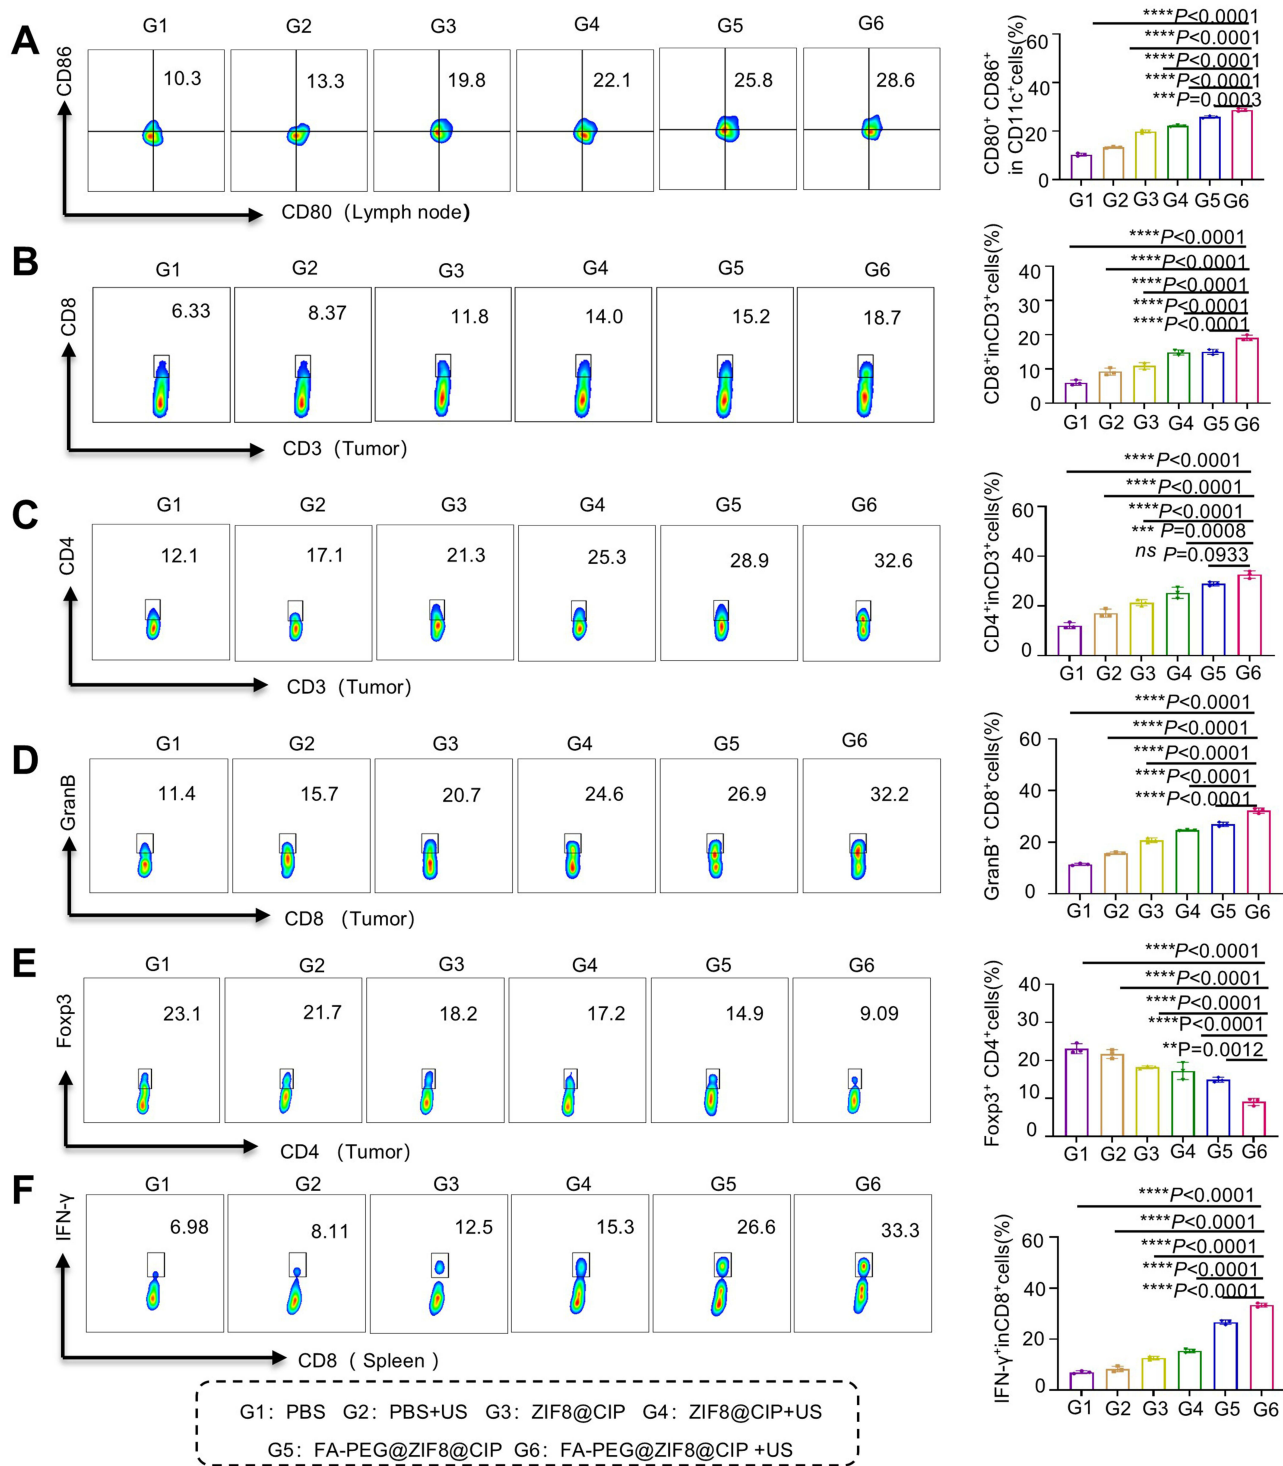 A
G1 G2 G3 G4 G5 G6
CD86
10.3 13.3 19.8 22.1 25.8 28.6
CD80 (Lymph node)
CD80⁺ CD86⁺
in CD11c⁺cells(%)
60
40
20
0
****P<0.0001
****P<0.0001
****P<0.0001
****P<0.0001
***P=0.0003
G1 G2 G3 G4 G5 G6
B
G1 G2 G3 G4 G5 G6
CD8
6.33 8.37 11.8 14.0 15.2 18.7
CD3 (Tumor)
CD8⁺inCD3⁺cells(%)
40
30
20
10
0
****P<0.0001
****P<0.0001
****P<0.0001
****P<0.0001
****P<0.0001
G1 G2 G3 G4 G5 G6
C
G1 G2 G3 G4 G5 G6
CD4
12.1 17.1 21.3 25.3 28.9 32.6
CD3 (Tumor)
CD4⁺inCD3⁺cells(%)
60
40
20
0
****P<0.0001
****P<0.0001
****P<0.0001
*** P=0.0008
ns P=0.0933
G1 G2 G3 G4 G5 G6
D
G1 G2 G3 G4 G5 G6
GranB
11.4 15.7 20.7 24.6 26.9 32.2
CD8 (Tumor)
GranB⁺ CD8⁺cells(%)
60
40
20
0
****P<0.0001
****P<0.0001
****P<0.0001
****P<0.0001
****P<0.0001
G1 G2 G3 G4 G5 G6
E
G1 G2 G3 G4 G5 G6
Foxp3
23.1 21.7 18.2 17.2 14.9 9.09
CD4 (Tumor)
Foxp3⁺ CD4⁺cells(%)
40
30
20
10
0
****P<0.0001
****P<0.0001
****P<0.0001
****P<0.0001
**P=0.0012
G1 G2 G3 G4 G5 G6
F
G1 G2 G3 G4 G5 G6
IFN-γ
6.98 8.11 12.5 15.3 26.6 33.3
CD8 ( Spleen )
IFN-γ⁺inCD8⁺cells(%)
60
40
20
0
****P<0.0001
****P<0.0001
****P<0.0001
****P<0.0001
****P<0.0001
G1 G2 G3 G4 G5 G6
G1: PBS G2: PBS+US G3: ZIF8@CIP G4: ZIF8@CIP+US
G5: FA-PEG@ZIF8@CIP G6: FA-PEG@ZIF8@CIP +US